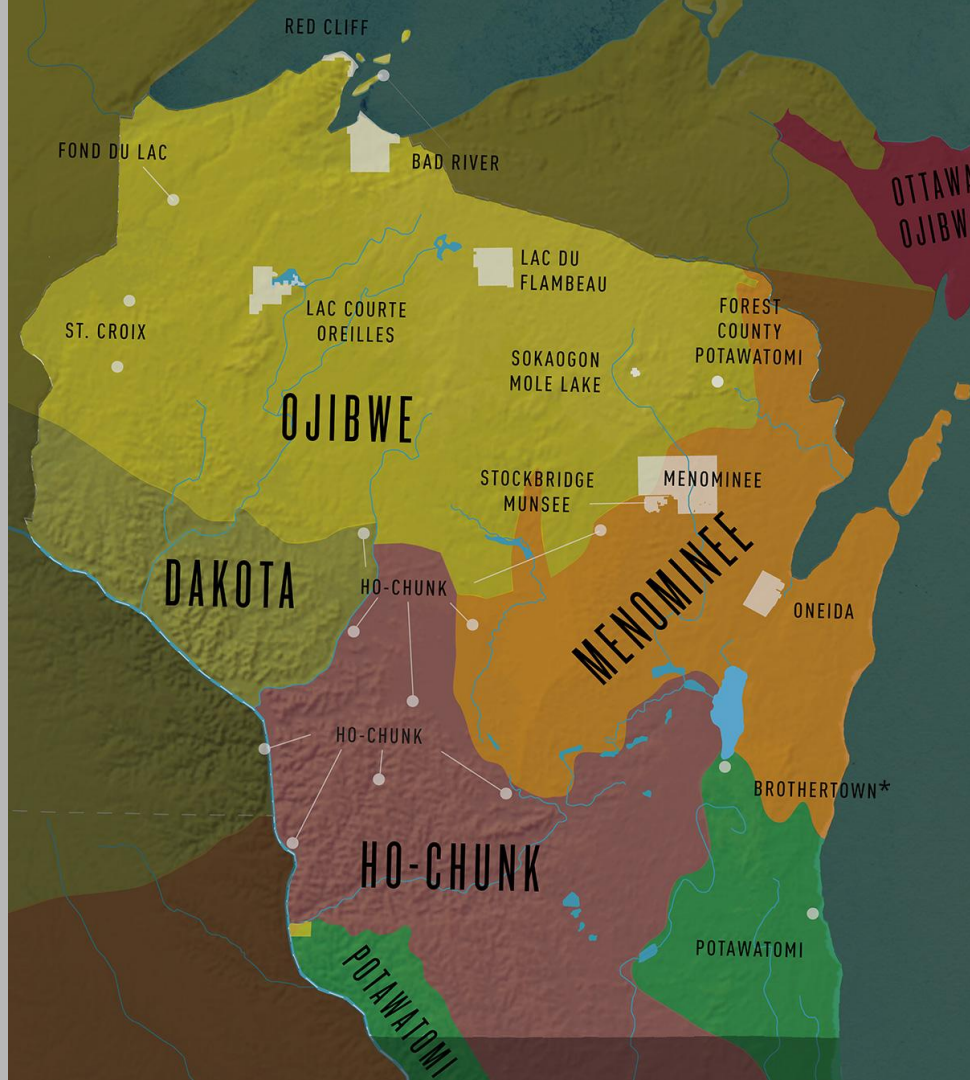 RED CLIFF
FOND DU LAC
BAD RIVER
OTTAWA
OJIBW
LAC DU
FLAMBEAU
LAC COURTE
OREILLES
FOREST
COUNTY
POTAWATOMI
ST. CROIX
SOKAOGON
MOLE LAKE
OJIBWE
STOCKBRIDGE
MUNSEE
MENOMINEE
DAKOTA
HO-CHUNK
MENOMINEE
ONEIDA
HO-CHUNK
BROTHERTOWN*
HO-CHUNK
POTAWATOMI
POTAWATOMI